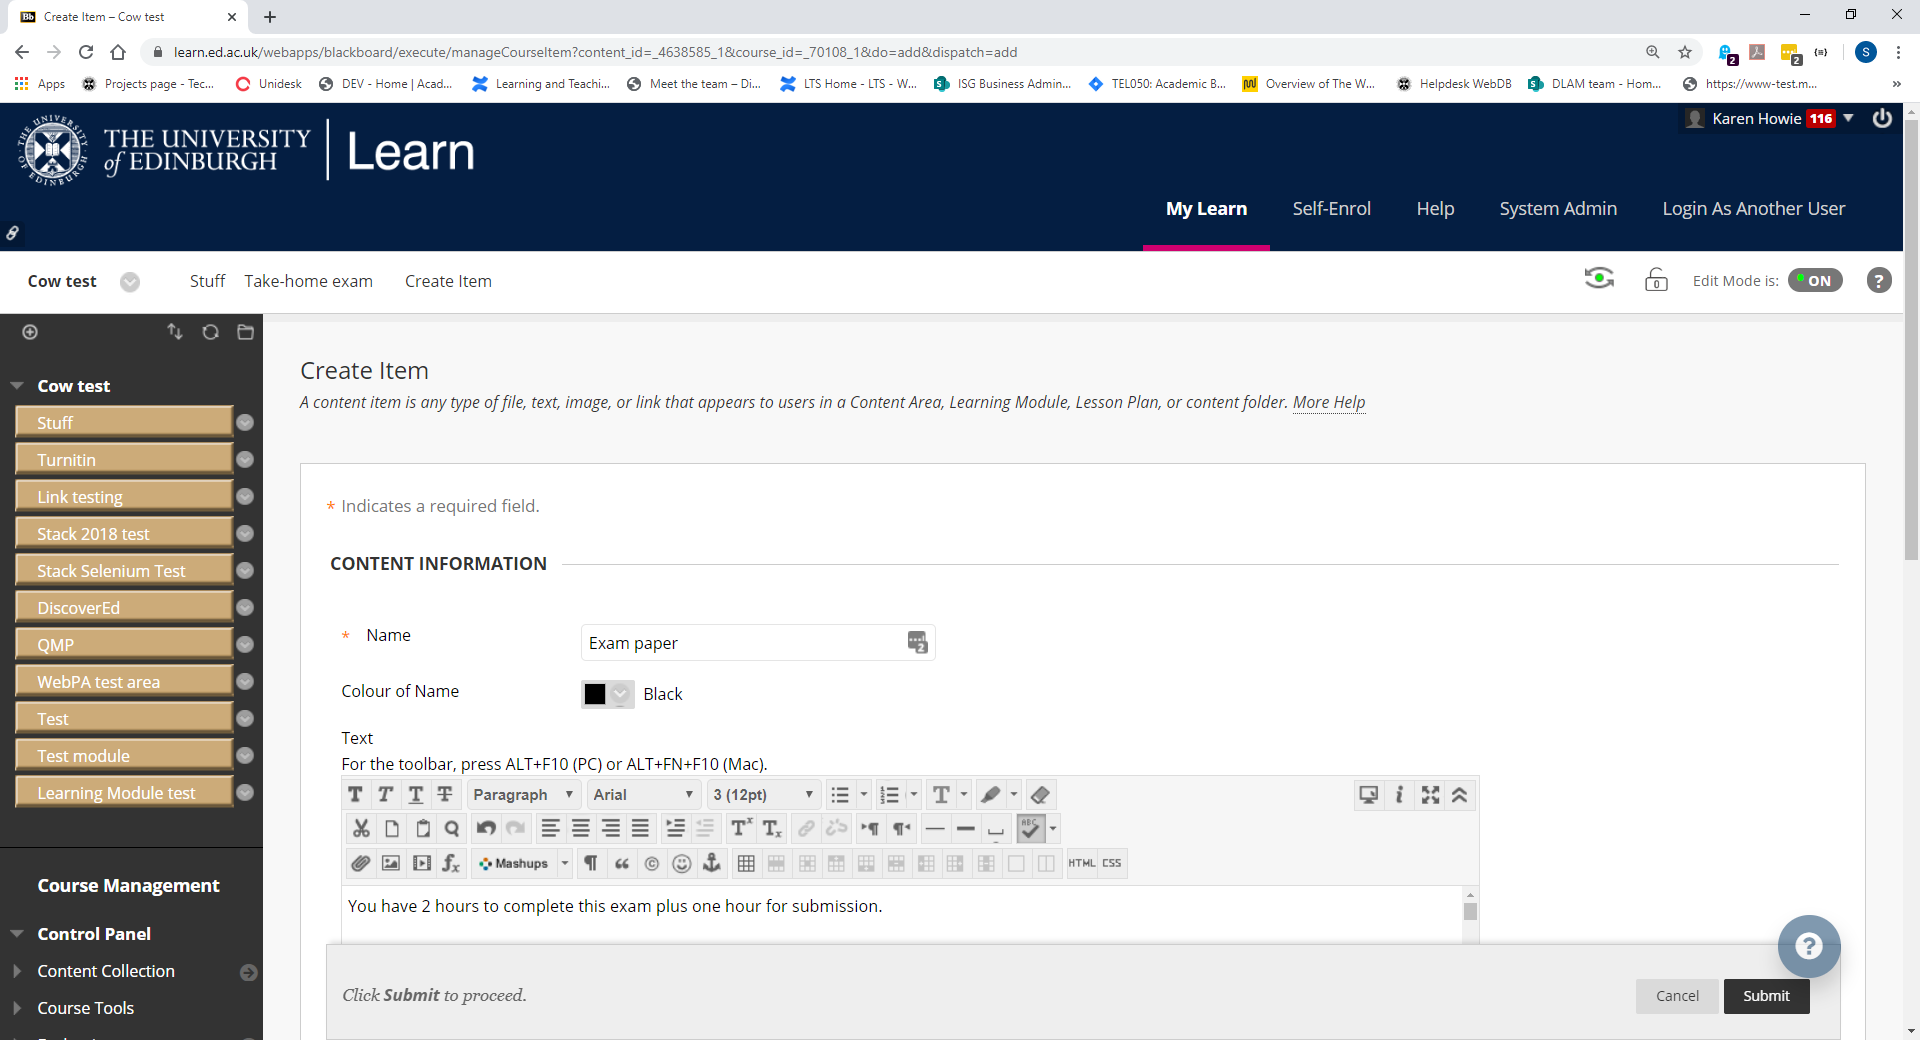 Bb Create Item – Cow test
learn.ed.ac.uk/webapps/blackboard/execute/manageCourseItem?content_id=_4638585_1&course_id=_70108_1&do=add&dispatch=add
2 2 S
Apps Projects page - Tec... Unidesk DEV - Home | Acad... Learning and Teachi... Meet the team – Di... LTS Home - LTS - W... ISG Business Admin... TEL050: Academic B... Overview of The W... Helpdesk WebDB DLAM team - Hom... https://www-test.m... »
Karen Howie 116
THE UNIVERSITY
of EDINBURGH
Learn
My Learn Self-Enrol Help System Admin Login As Another User
Cow test Stuff Take-home exam Create Item Edit Mode is: ON ?
Cow test
Stuff
Turnitin
Link testing
Stack 2018 test
Stack Selenium Test
DiscoverEd
QMP
WebPA test area
Test
Test module
Learning Module test
Course Management
Control Panel
Content Collection
Course Tools
Create Item
A content item is any type of file, text, image, or link that appears to users in a Content Area, Learning Module, Lesson Plan, or content folder. More Help
* Indicates a required field.
CONTENT INFORMATION
* Name Exam paper
Colour of Name Black
Text
For the toolbar, press ALT+F10 (PC) or ALT+FN+F10 (Mac).
T T T T Paragraph Arial 3 (12pt)
ABC
Mashups HTML CSS
You have 2 hours to complete this exam plus one hour for submission.
Click Submit to proceed.
Cancel Submit